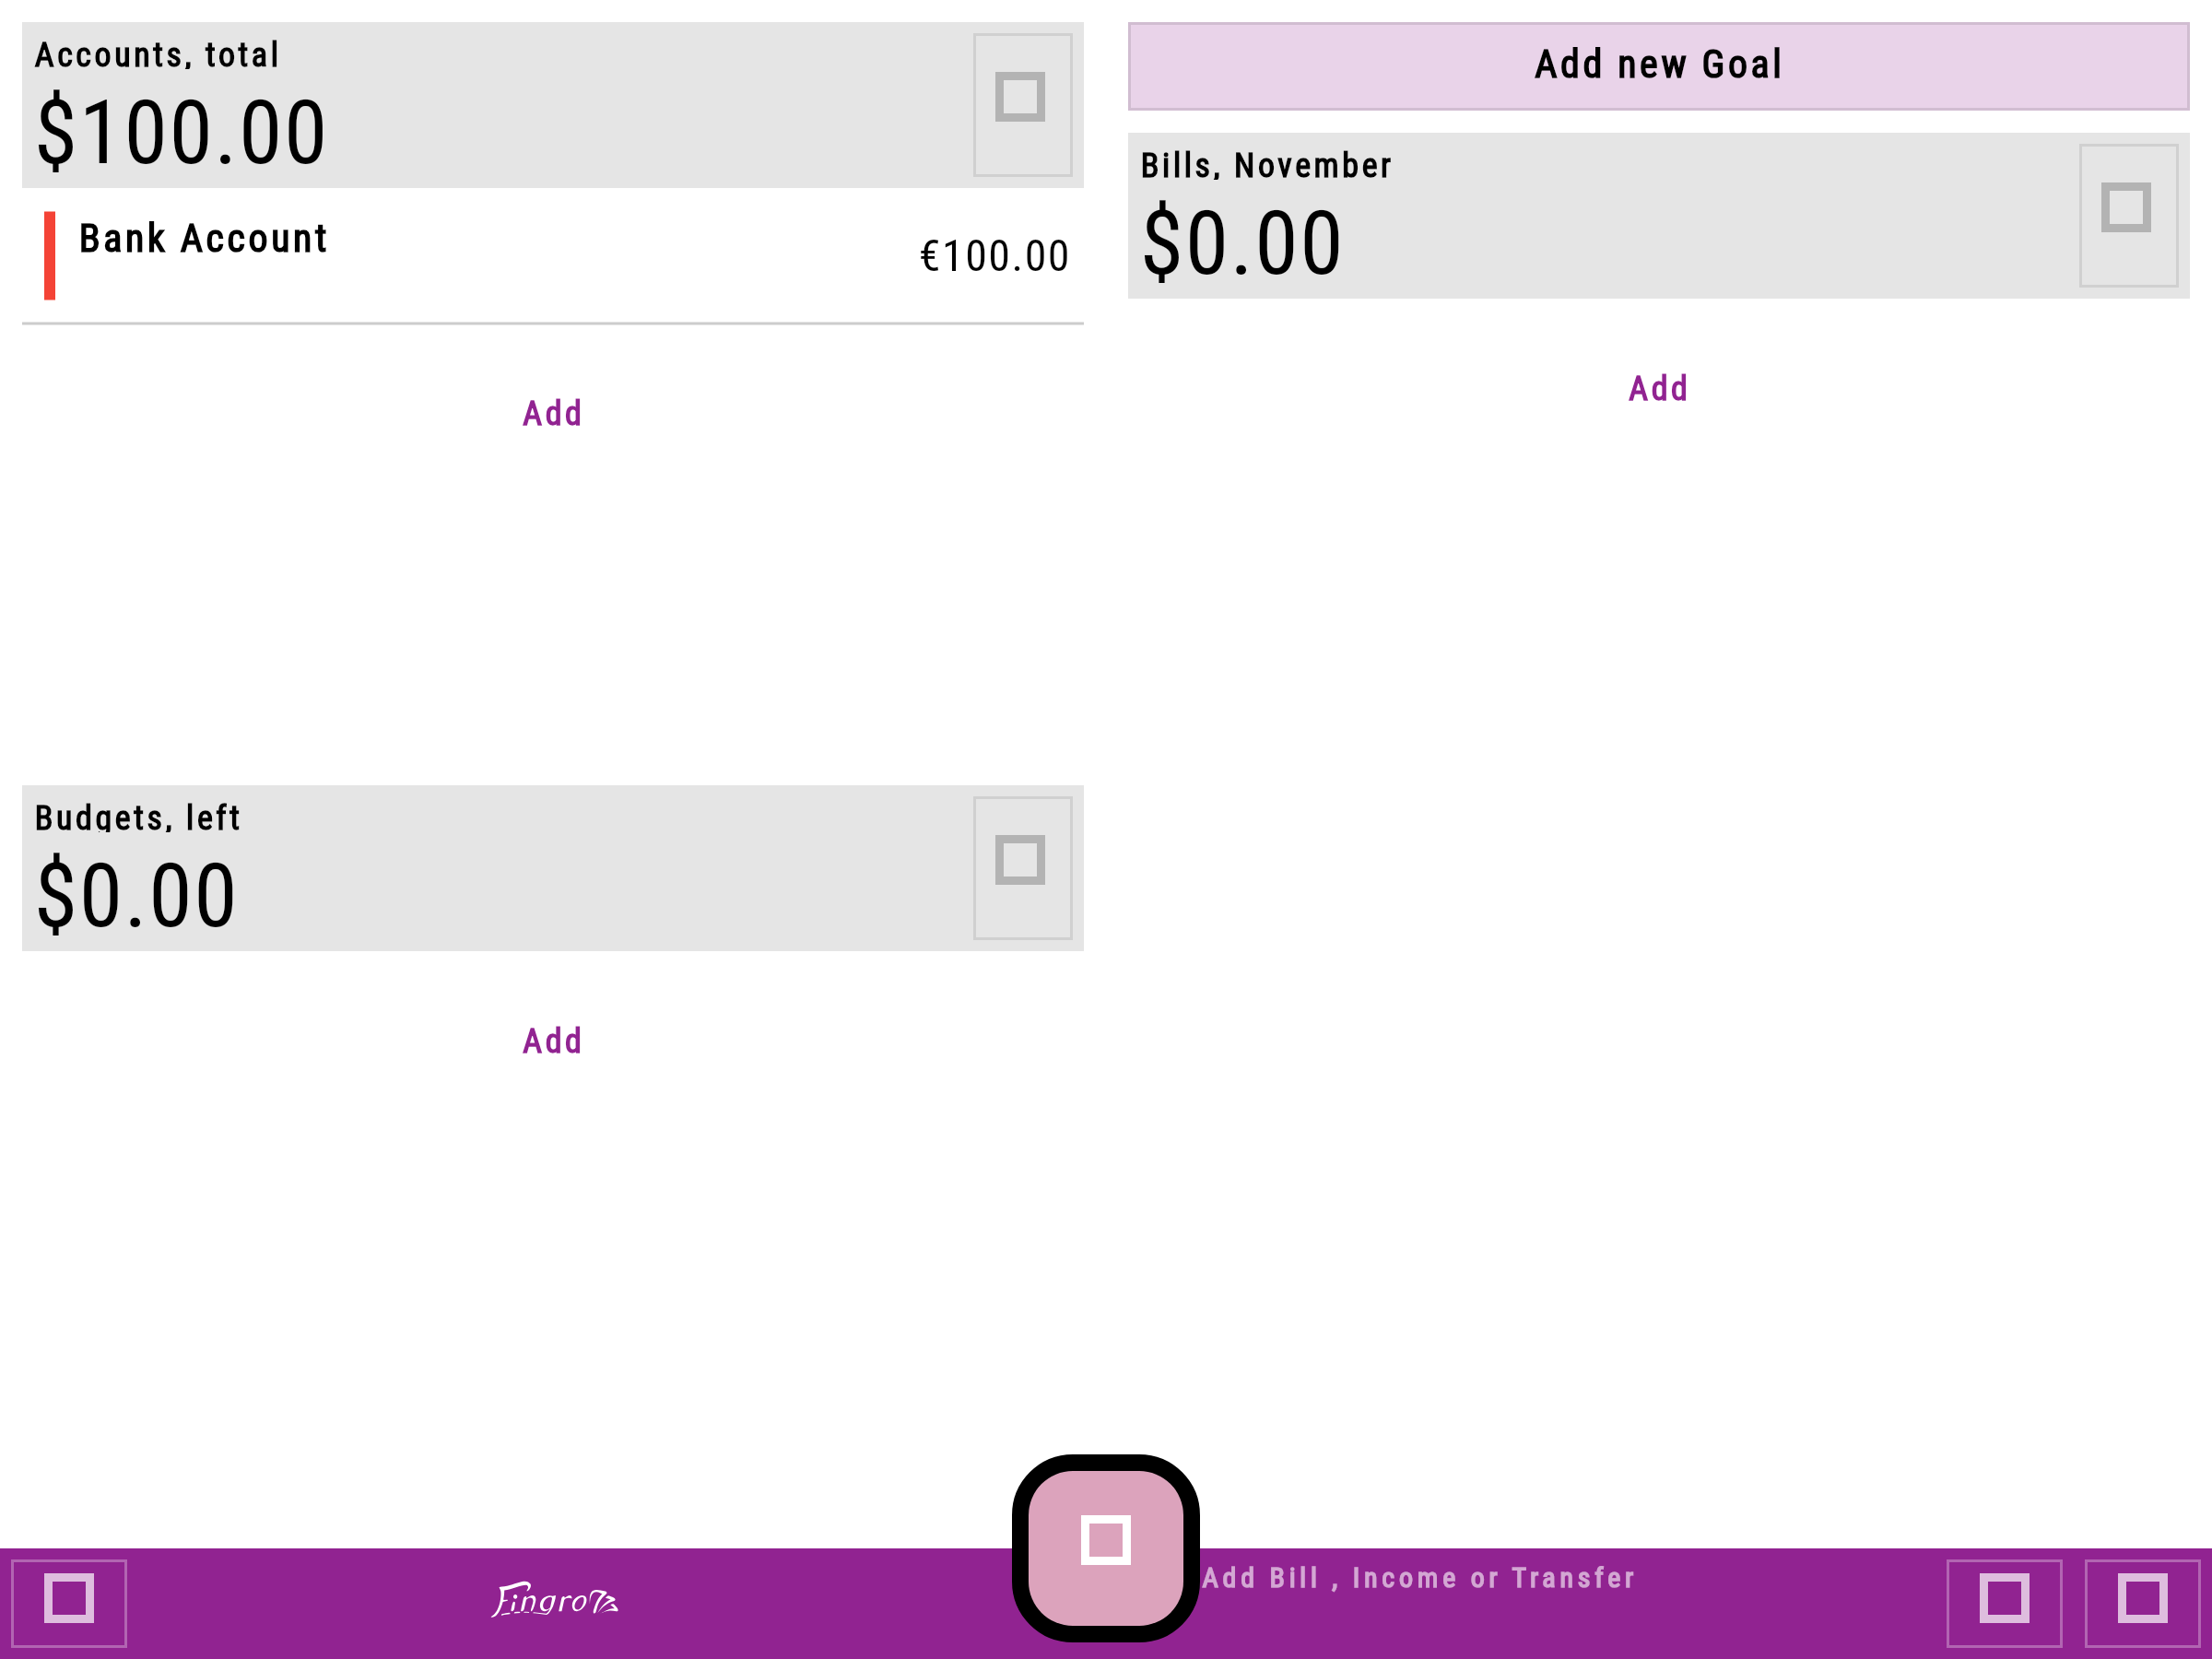 Accounts, total
$100.00
Bank Account
€100.00
Add
Budgets, left
$0.00
Add
Add new Goal
Bills, November
$0.00
Add
Fingrom
Add Bill , Income or Transfer